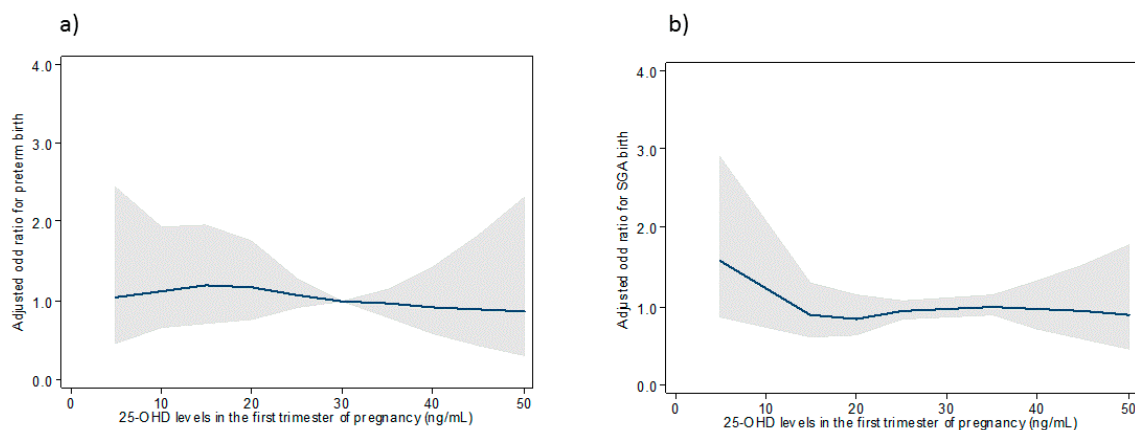 a)
Adjusted odd ratio for preterm birth
4.0
3.0
2.0
1.0
0.0
0 10 20 30 40 50
25-OHD levels in the first trimester of pregnancy (ng/mL)
b)
Adjusted odd ratio for SGA birth
4.0
3.0
2.0
1.0
0.0
0 10 20 30 40 50
25-OHD levels in the first trimester of pregnancy (ng/mL)